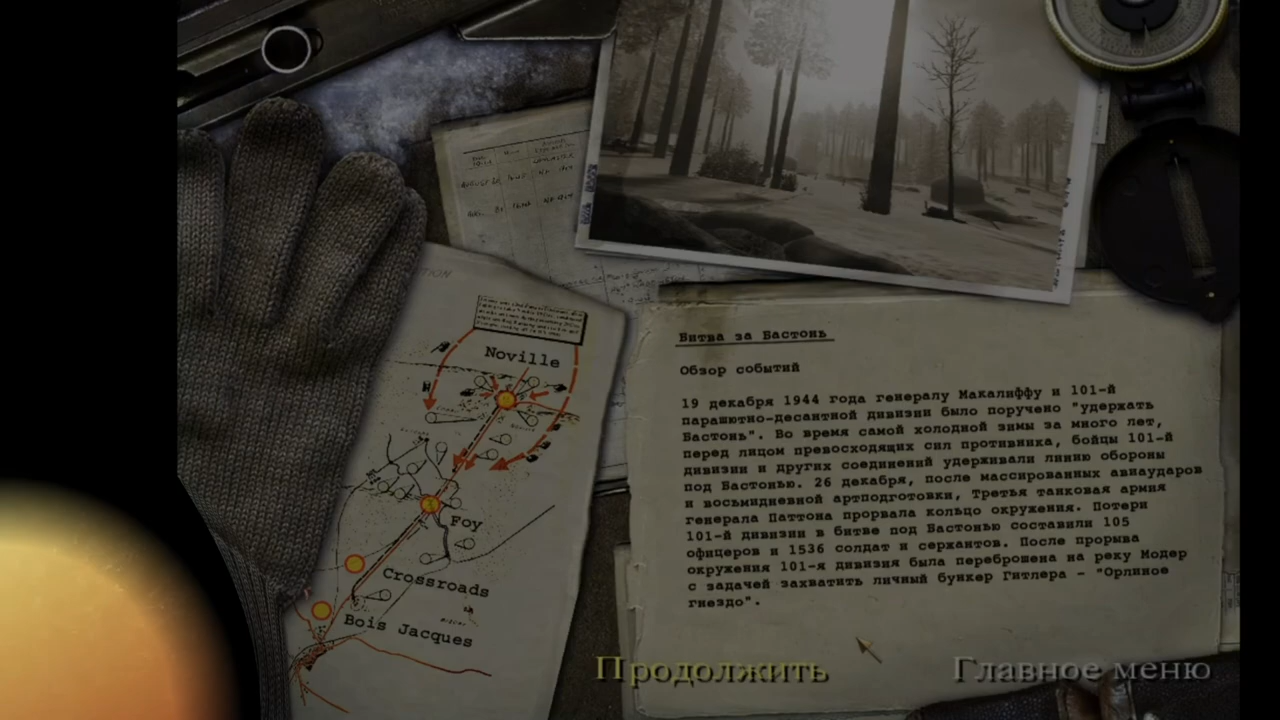 Noville
Foy
Crossroads
Bois Jacques
Битва за Бастонь
Обзор событий
19 декабря 1944 года генералу Макалиффу и 101-й
парашютно-десантной дивизии было поручено "удержать
Бастонь". Во время самой холодной зимы за много лет,
перед лицом превосходящих сил противника, бойцы 101-й
дивизии и других соединений удерживали линию обороны
под Бастонью. 26 декабря, после массированных авиаударов
и восьмидневной артподготовки, Третья танковая армия
генерала Паттона прорвала кольцо окружения. Потери
101-й дивизии в битве под Бастонью составили 105
офицеров и 1536 солдат и сержантов. После прорыва
окружения 101-я дивизия была переброшена на реку Модер
с задачей захватить личный бункер Гитлера - "Орлиное
гнездо".
Продолжить
Главное меню